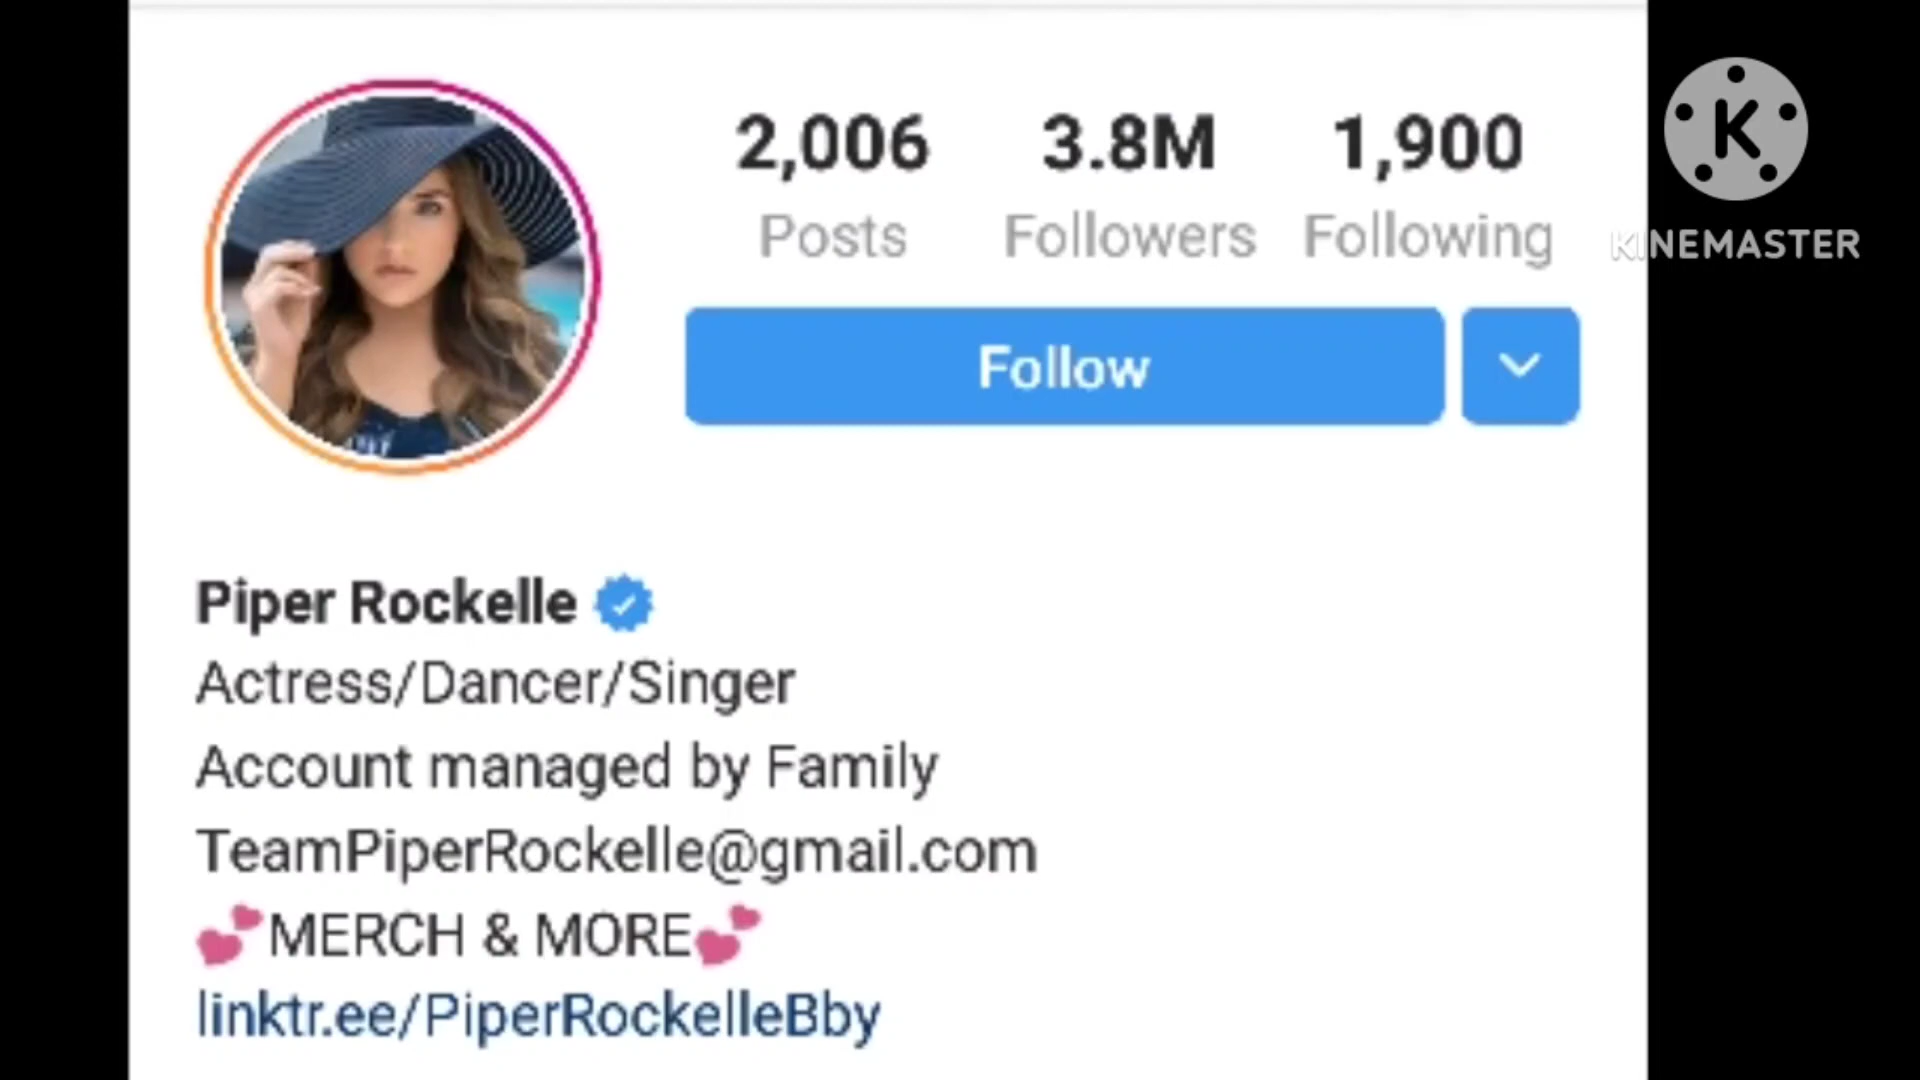 2,006 3.8M 1,900
Posts Followers Following
Follow
Piper Rockelle
Actress/Dancer/Singer
Account managed by Family
TeamPiperRockelle@gmail.com
💕MERCH & MORE💕
linktr.ee/PiperRockelleBby
K
KINEMASTER